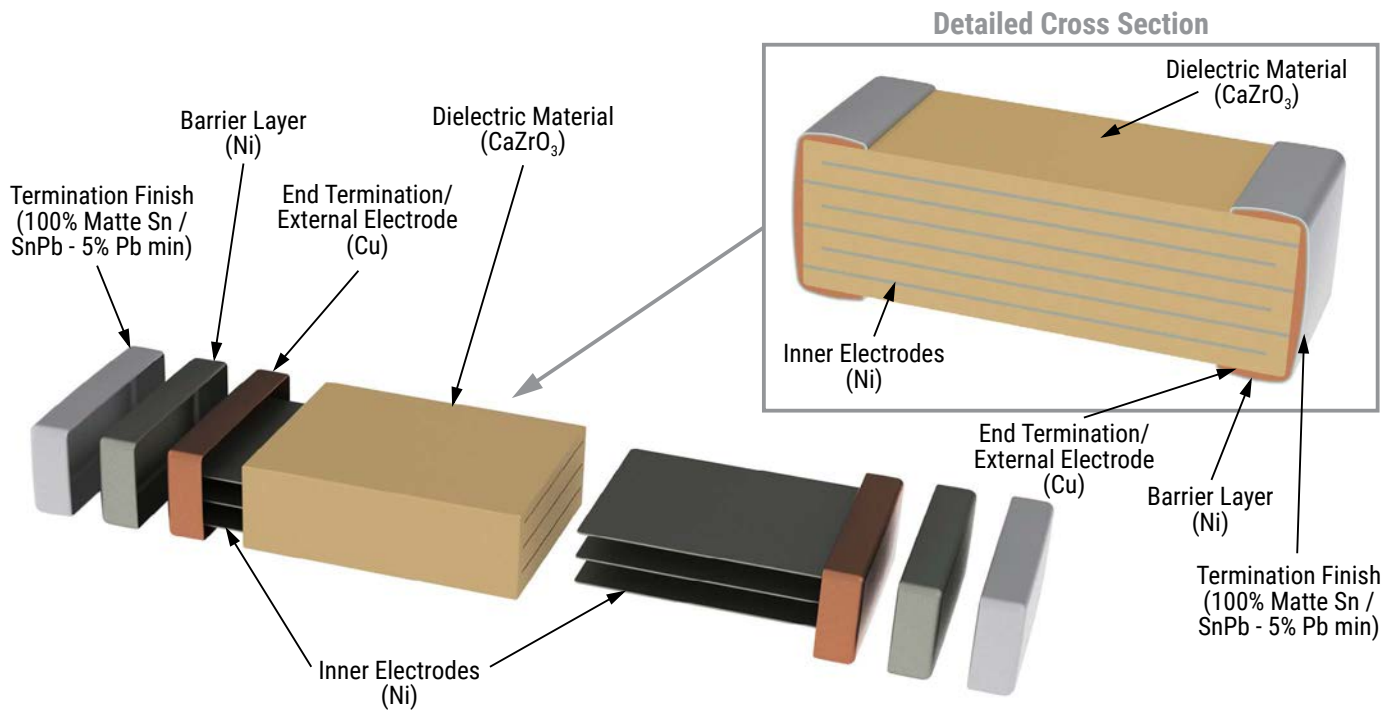 Detailed Cross Section
Dielectric Material
(CaZrO₃)
Inner Electrodes
(Ni)
End Termination/
External Electrode
(Cu)
Barrier Layer
(Ni)
Termination Finish
(100% Matte Sn /
SnPb - 5% Pb min)
Barrier Layer
(Ni)
Dielectric Material
(CaZrO₃)
Termination Finish
(100% Matte Sn /
SnPb - 5% Pb min)
End Termination/
External Electrode
(Cu)
Inner Electrodes
(Ni)